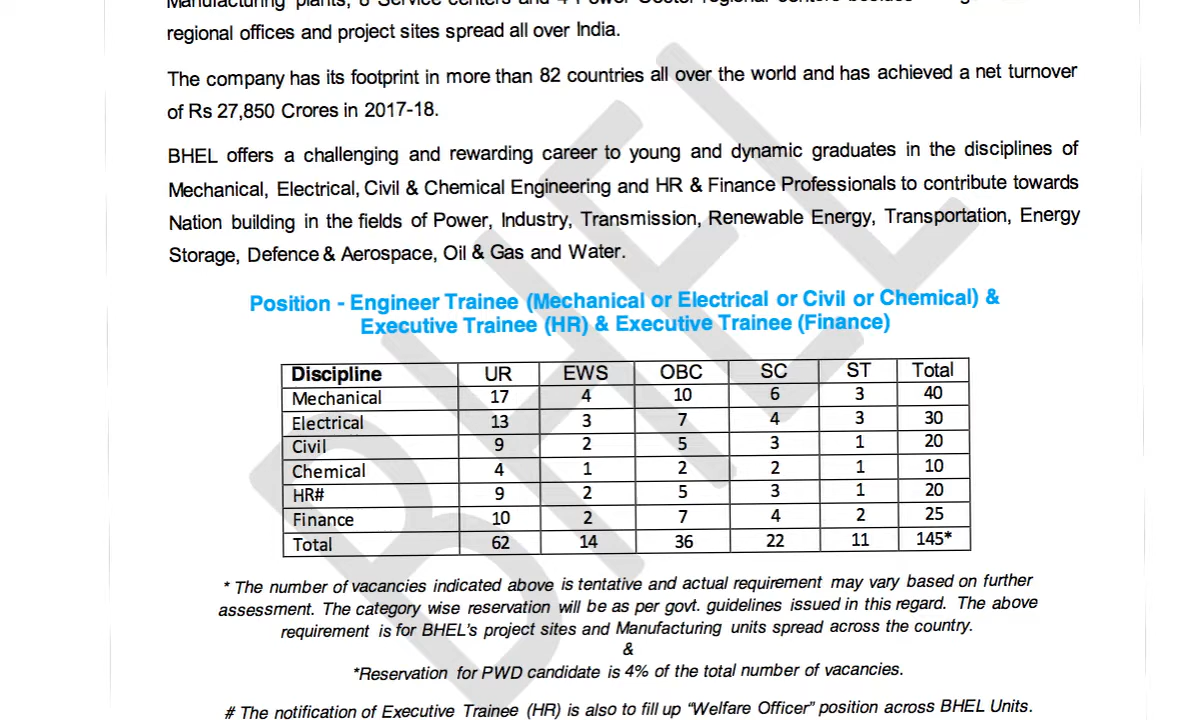 regional offices and project sites spread all over India.
The company has its footprint in more than 82 countries all over the world and has achieved a net turnover
of Rs 27,850 Crores in 2017-18.
BHEL offers a challenging and rewarding career to young and dynamic graduates in the disciplines of
Mechanical, Electrical, Civil & Chemical Engineering and HR & Finance Professionals to contribute towards
Nation building in the fields of Power, Industry, Transmission, Renewable Energy, Transportation, Energy
Storage, Defence & Aerospace, Oil & Gas and Water.
Position - Engineer Trainee (Mechanical or Electrical or Civil or Chemical) &
Executive Trainee (HR) & Executive Trainee (Finance)
Discipline UR EWS OBC SC ST Total
Mechanical 17 4 10 6 3 40
Electrical 13 3 7 4 3 30
Civil 9 2 5 3 1 20
Chemical 4 1 2 2 1 10
HR# 9 2 5 3 1 20
Finance 10 2 7 4 2 25
Total 62 14 36 22 11 145*
* The number of vacancies indicated above is tentative and actual requirement may vary based on further
assessment. The category wise reservation will be as per govt. guidelines issued in this regard. The above
requirement is for BHEL's project sites and Manufacturing units spread across the country.
&
*Reservation for PWD candidate is 4% of the total number of vacancies.
# The notification of Executive Trainee (HR) is also to fill up “Welfare Officer” position across BHEL Units.
BHEL